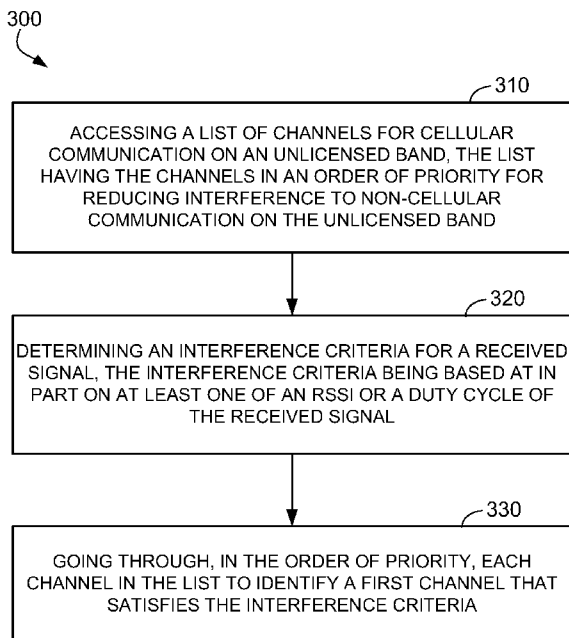 300
310
ACCESSING A LIST OF CHANNELS FOR CELLULAR
COMMUNICATION ON AN UNLICENSED BAND, THE LIST
HAVING THE CHANNELS IN AN ORDER OF PRIORITY FOR
REDUCING INTERFERENCE TO NON-CELLULAR
COMMUNICATION ON THE UNLICENSED BAND
320
DETERMINING AN INTERFERENCE CRITERIA FOR A RECEIVED
SIGNAL, THE INTERFERENCE CRITERIA BEING BASED AT IN
PART ON AT LEAST ONE OF AN RSSI OR A DUTY CYCLE OF
THE RECEIVED SIGNAL
330
GOING THROUGH, IN THE ORDER OF PRIORITY, EACH
CHANNEL IN THE LIST TO IDENTIFY A FIRST CHANNEL THAT
SATISFIES THE INTERFERENCE CRITERIA